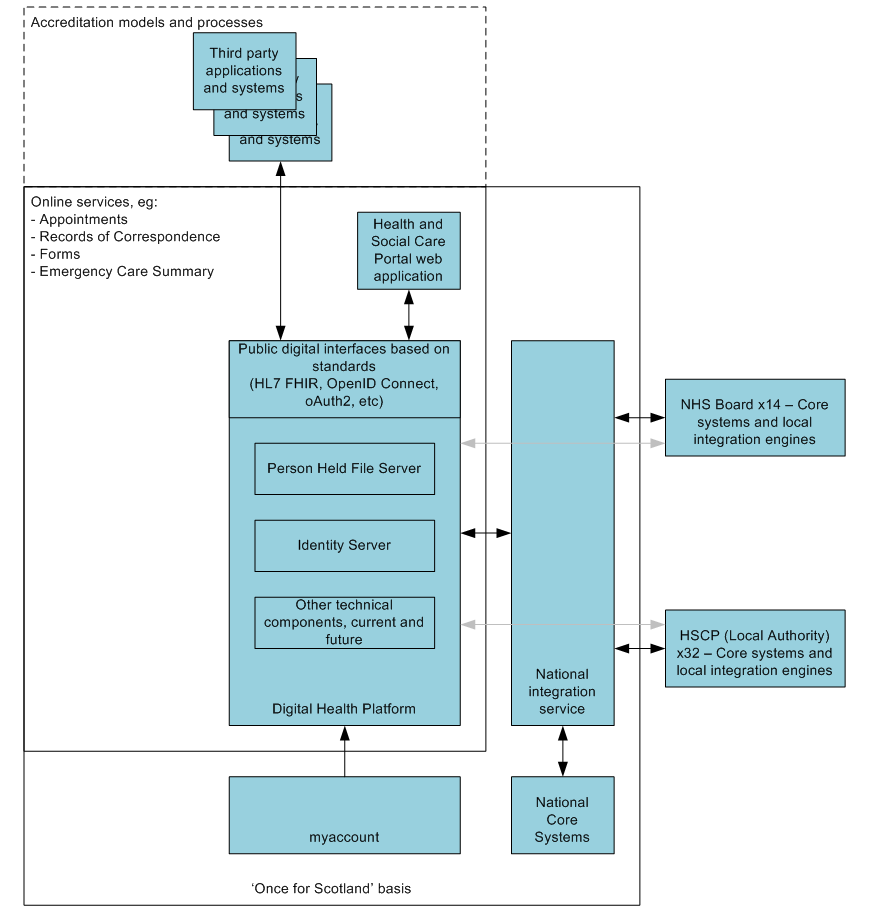 Accreditation models and processes
Third party
applications
and systems
y
s
and systems
and systems
Online services, eg:
- Appointments
- Records of Correspondence
- Forms
- Emergency Care Summary
Health and
Social Care
Portal web
application
Public digital interfaces based on
standards
(HL7 FHIR, OpenID Connect,
oAuth2, etc)
Person Held File Server
Identity Server
Other technical
components, current and
future
Digital Health Platform
National
integration
service
NHS Board x14 – Core
systems and local
integration engines
HSCP (Local Authority)
x32 – Core systems and
local integration engines
myaccount
National
Core
Systems
‘Once for Scotland’ basis